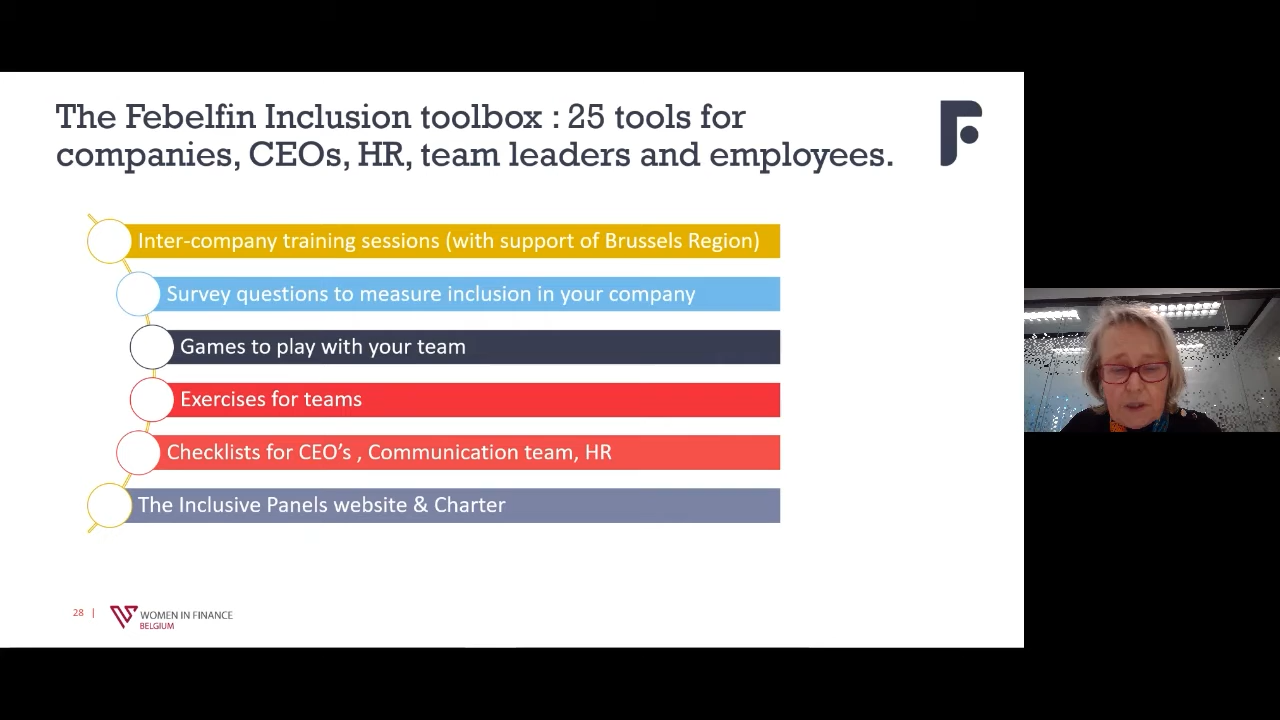 The Febelfin Inclusion toolbox : 25 tools for
companies, CEOs, HR, team leaders and employees.
Inter-company training sessions (with support of Brussels Region)
Survey questions to measure inclusion in your company
Games to play with your team
Exercises for teams
Checklists for CEO’s , Communication team, HR
The Inclusive Panels website & Charter
28 |
WOMEN IN FINANCE
BELGIUM